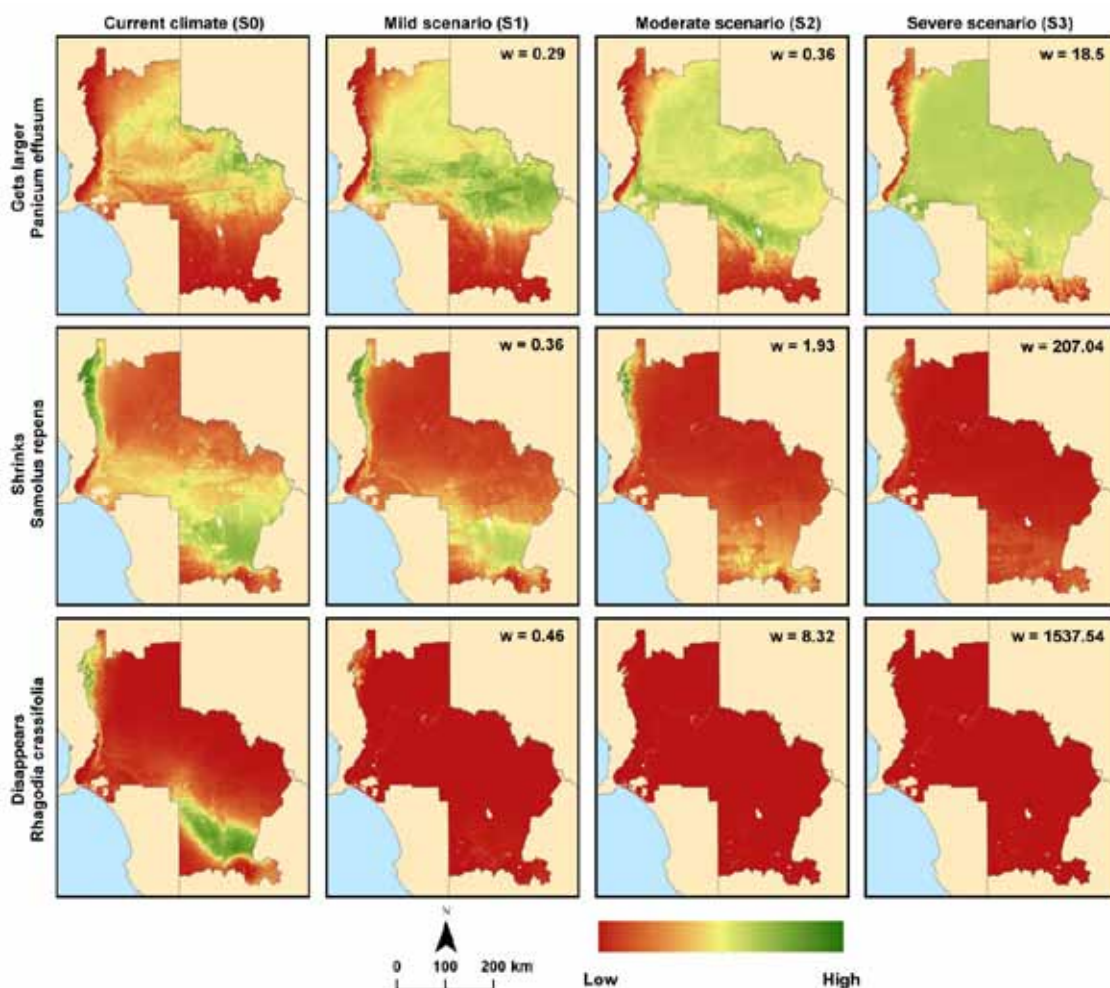 Current climate (S0)
Mild scenario (S1)
Moderate scenario (S2)
Severe scenario (S3)
Gets larger
Panicum effusum
w = 0.29
w = 0.36
w = 18.5
Shrinks
Samolus repens
w = 0.36
w = 1.93
w = 207.04
Disappears
Rhagodia crassifolia
w = 0.46
w = 8.32
w = 1537.54
N
0 100 200 km
Low High